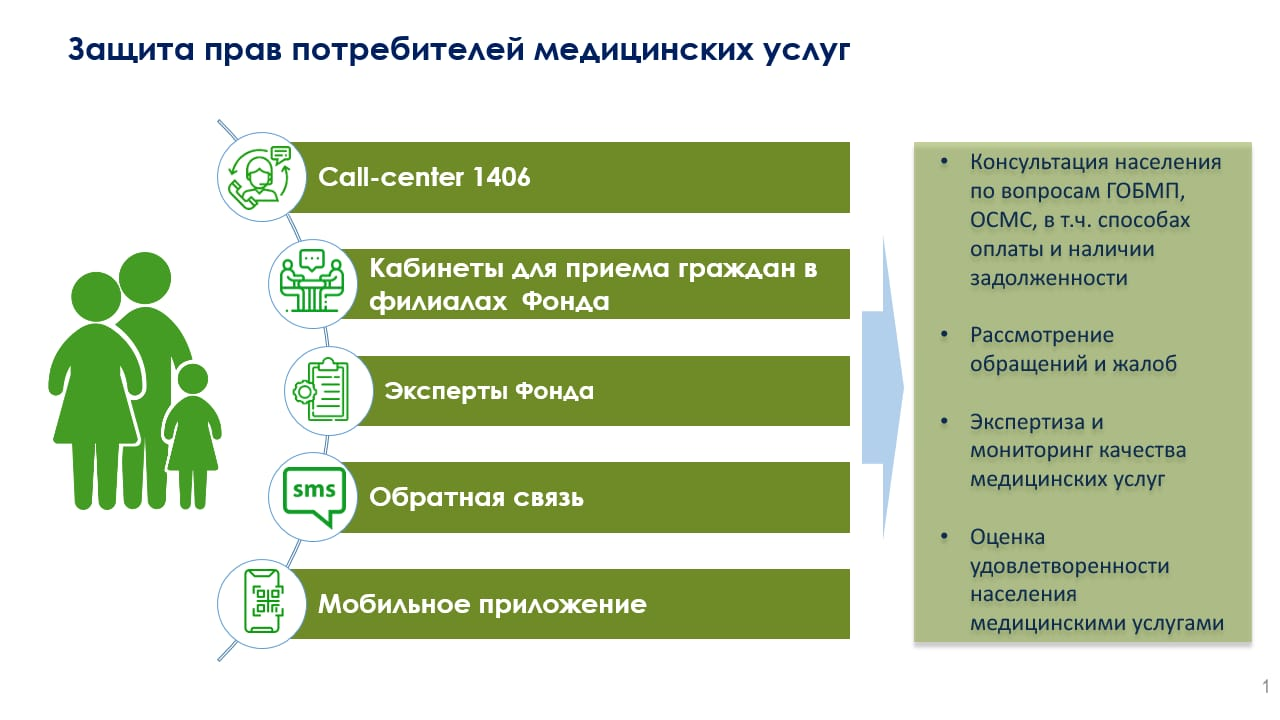 Защита прав потребителей медицинских услуг
Call-center 1406
Кабинеты для приема граждан в
филиалах Фонда
Эксперты Фонда
sms
Обратная связь
Мобильное приложение
• Консультация населения
по вопросам ГОБМП,
ОСМС, в т.ч. способах
оплаты и наличии
задолженности
• Рассмотрение
обращений и жалоб
• Экспертиза и
мониторинг качества
медицинских услуг
• Оценка
удовлетворенности
населения
медицинскими услугами
1